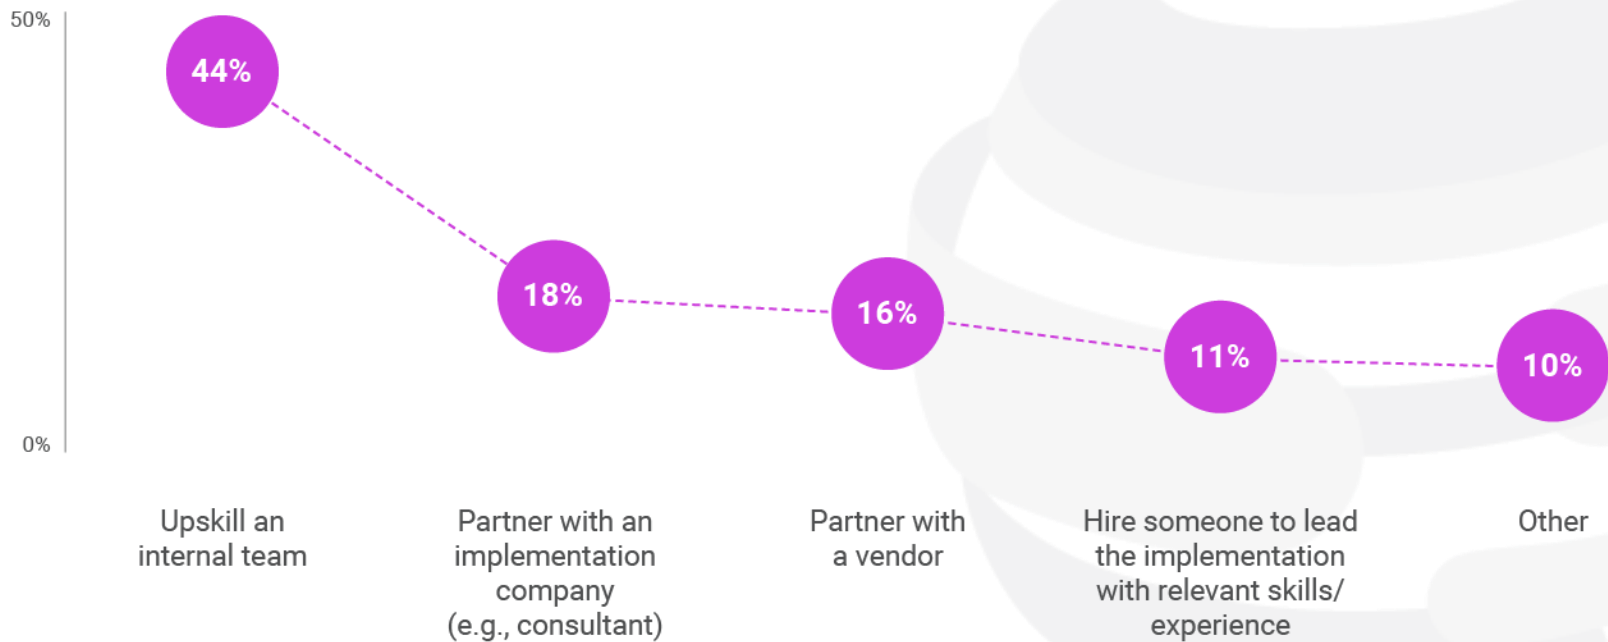 50%
44%
18%
16%
11%
10%
0%
Upskill an
internal team
Partner with an
implementation
company
(e.g., consultant)
Partner with
a vendor
Hire someone to lead
the implementation
with relevant skills/
experience
Other